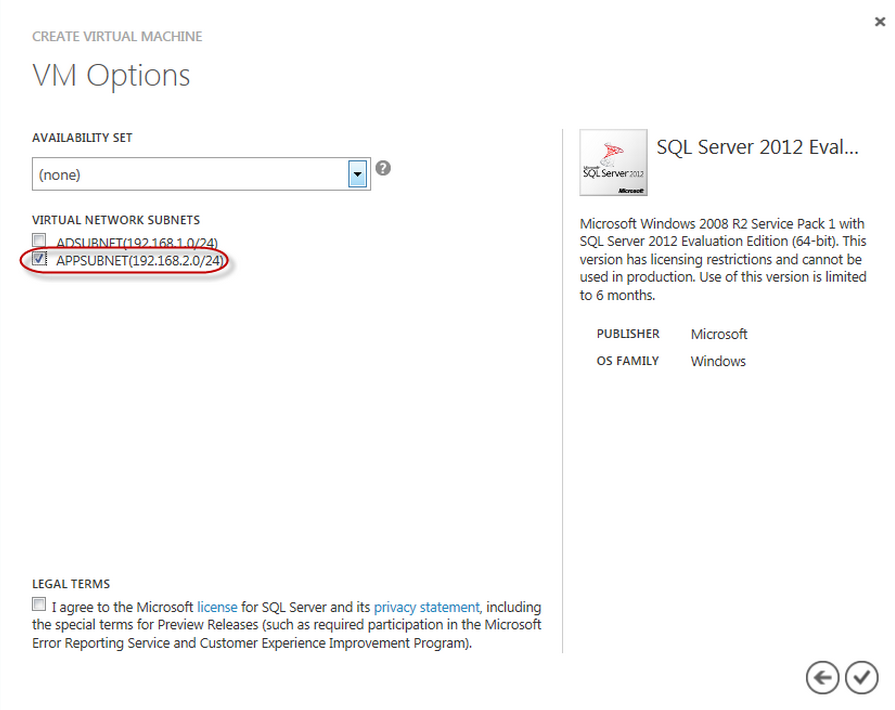 CREATE VIRTUAL MACHINE
VM Options
AVAILABILITY SET
(none)
?
VIRTUAL NETWORK SUBNETS
ADSUBNET(192.168.1.0/24)
APPSUBNET(192.168.2.0/24)
LEGAL TERMS
I agree to the Microsoft license for SQL Server and its privacy statement, including
the special terms for Preview Releases (such as required participation in the Microsoft
Error Reporting Service and Customer Experience Improvement Program).
Microsoft
SQL Server 2012
Microsoft
SQL Server 2012 Eval...
Microsoft Windows 2008 R2 Service Pack 1 with
SQL Server 2012 Evaluation Edition (64-bit). This
version has licensing restrictions and cannot be
used in production. Use of this version is limited
to 6 months.
PUBLISHER Microsoft
OS FAMILY Windows